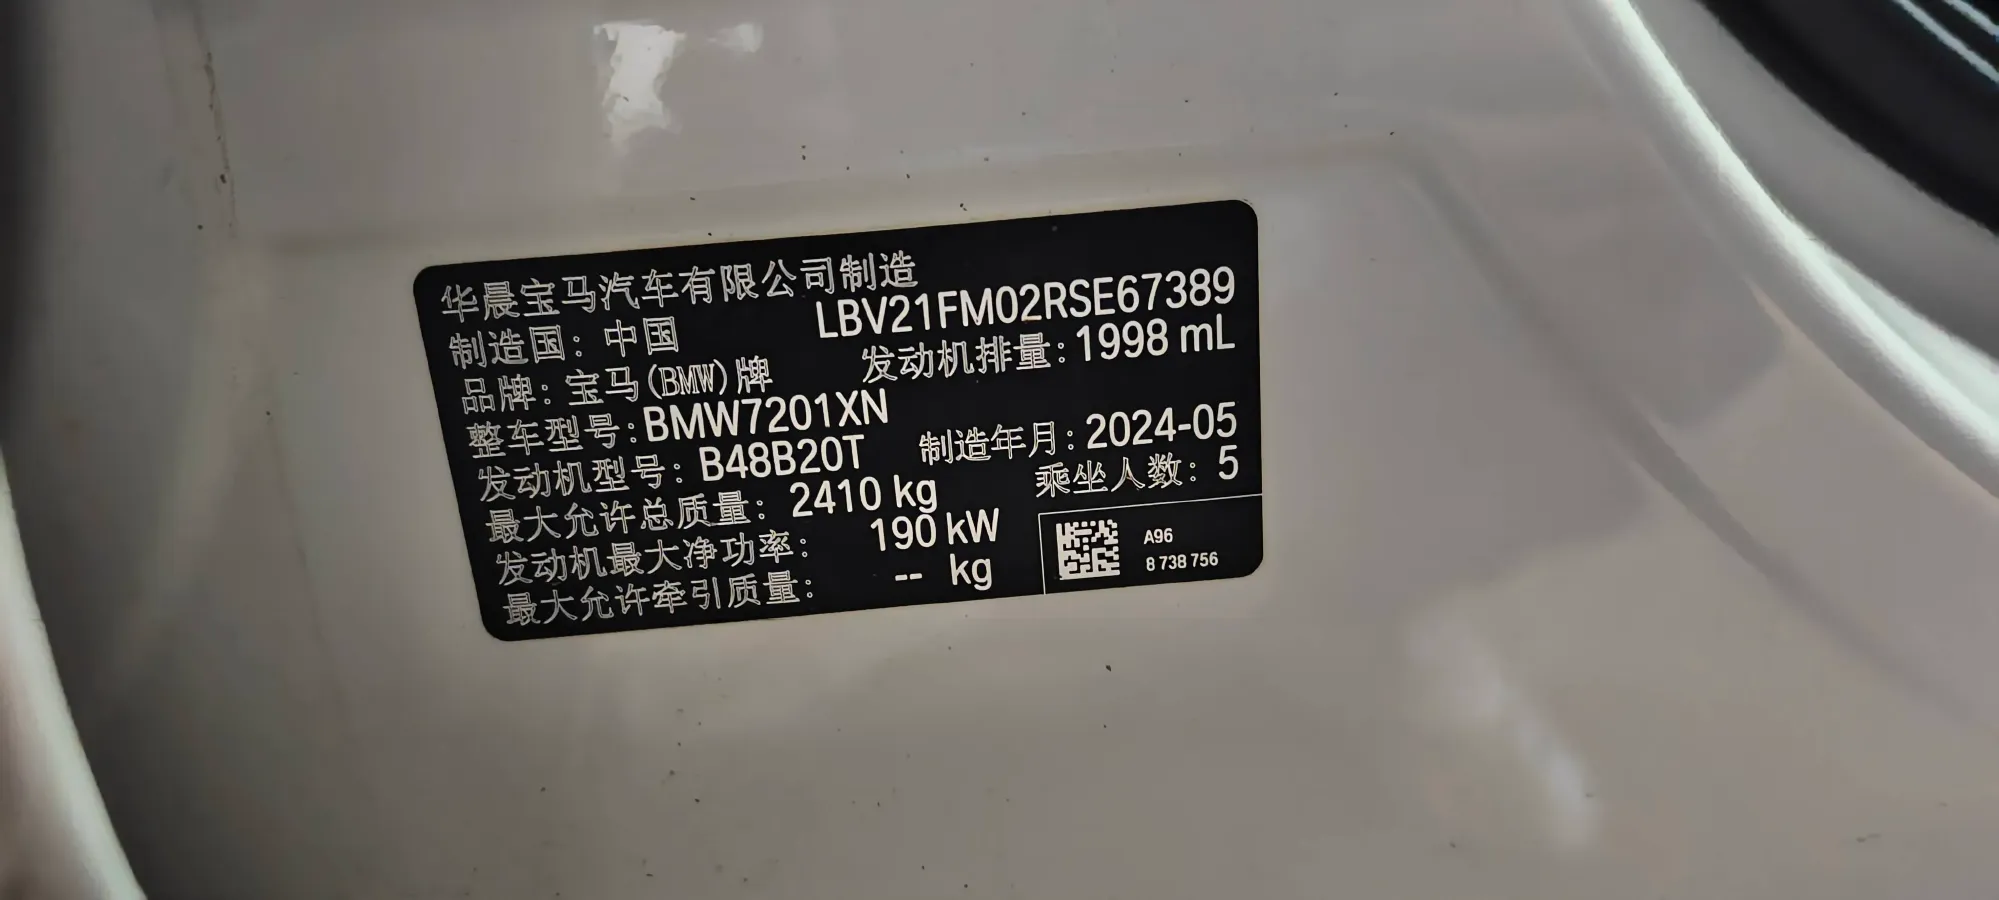 华晨宝马汽车有限公司制造
制造国：中国 LBV21FM02RSE67389
品牌：宝马(BMW)牌 发动机排量：1998 mL
整车型号：BMW7201XN
发动机型号：B48B20T 制造年月：2024-05
最大允许总质量：2410 kg 乘坐人数：5
发动机最大净功率：190 kW
最大允许牵引质量：-- kg
A96
8 738 756